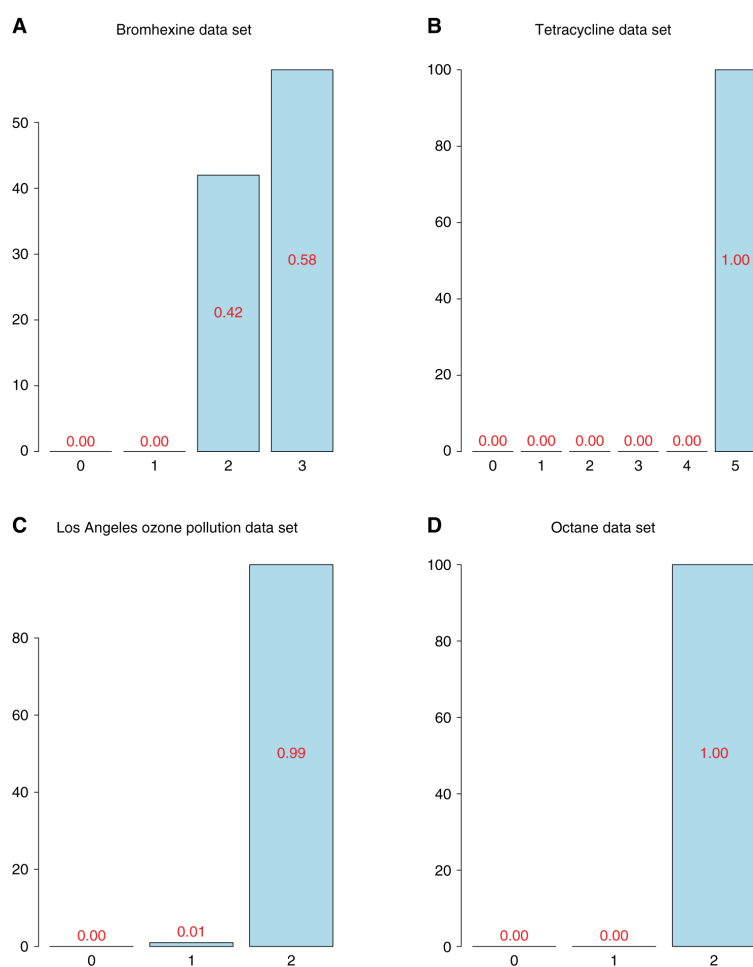 A Bromhexine data set
50
40
30
20
10
0
0.00 0.00 0.42 0.58
0 1 2 3
B Tetracycline data set
100
80
60
40
20
0
0.00 0.00 0.00 0.00 0.00 1.00
0 1 2 3 4 5
C Los Angeles ozone pollution data set
80
60
40
20
0
0.00 0.01 0.99
0 1 2
D Octane data set
100
80
60
40
20
0
0.00 0.00 1.00
0 1 2